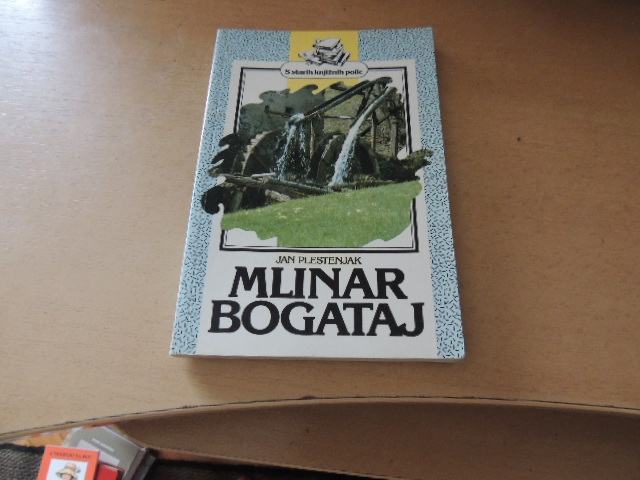 S starih knjižnih polic
JAN PLESTENJAK
MLINAR
BOGATAJ